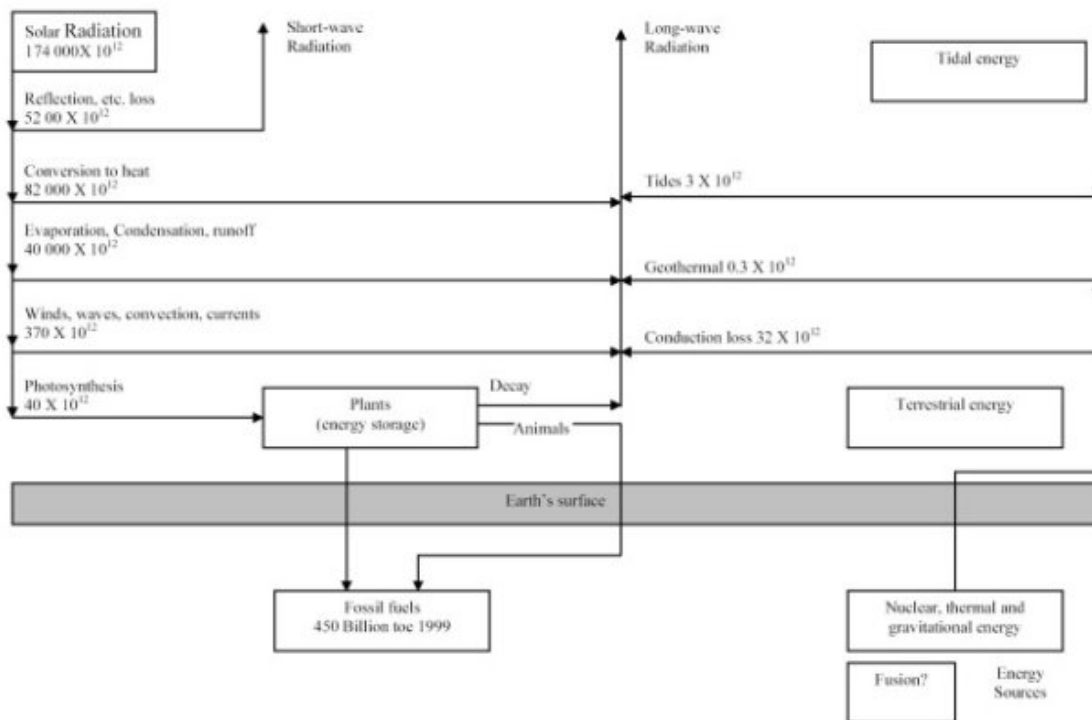 Solar Radiation
174 000X 10¹²
Short-wave
Radiation
Long-wave
Radiation
Tidal energy
Reflection, etc. loss
52 00 X 10¹²
Conversion to heat
82 000 X 10¹²
Tides 3 X 10¹²
Evaporation, Condensation, runoff
40 000 X 10¹²
Geothermal 0.3 X 10¹²
Winds, waves, convection, currents
370 X 10¹²
Conduction loss 32 X 10¹²
Photosynthesis
40 X 10¹²
Plants
(energy storage)
Decay
Animals
Terrestrial energy
Earth's surface
Fossil fuels
450 Billion toe 1999
Nuclear, thermal and
gravitational energy
Fusion?
Energy
Sources